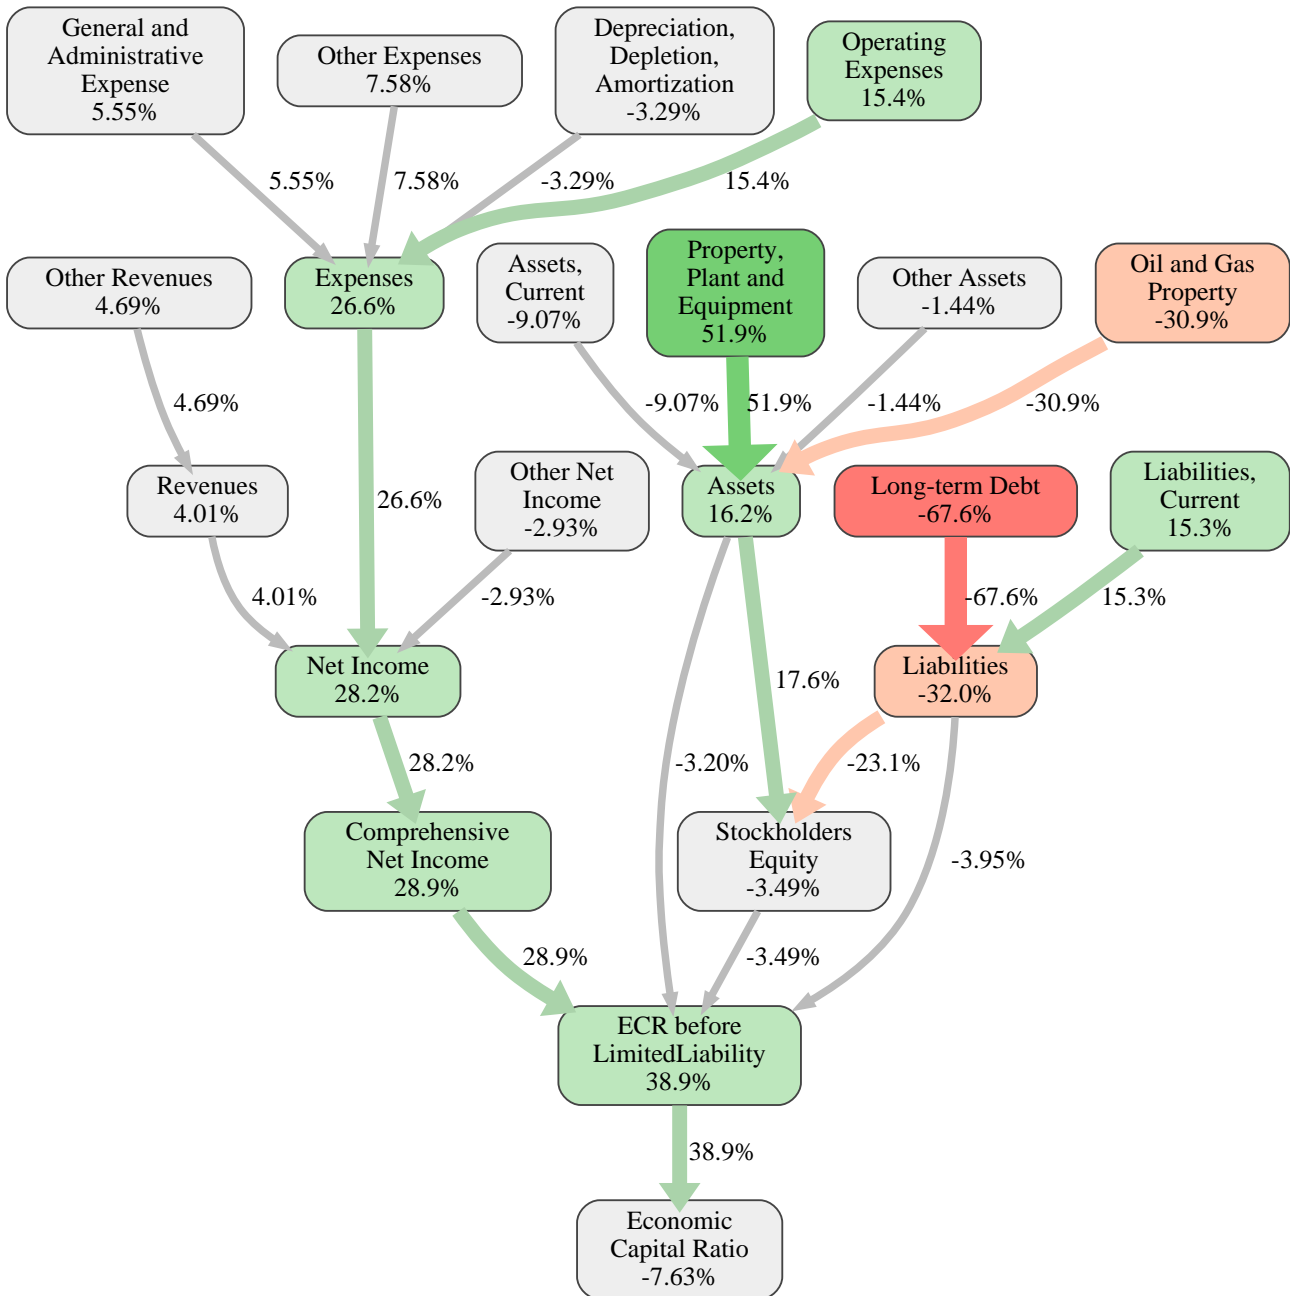 General and
Administrative
Expense
5.55%
Other Expenses
7.58%
Depreciation,
Depletion,
Amortization
-3.29%
Operating
Expenses
15.4%
5.55%
7.58%
-3.29%
15.4%
Other Revenues
4.69%
Expenses
26.6%
Assets,
Current
-9.07%
Property,
Plant and
Equipment
51.9%
Other Assets
-1.44%
Oil and Gas
Property
-30.9%
4.69%
-9.07%
51.9%
-1.44%
-30.9%
Revenues
4.01%
26.6%
Other Net
Income
-2.93%
Assets
16.2%
Long-term Debt
-67.6%
Liabilities,
Current
15.3%
4.01%
-2.93%
-67.6%
15.3%
Net Income
28.2%
17.6%
Liabilities
-32.0%
28.2%
-3.20%
-23.1%
Comprehensive
Net Income
28.9%
Stockholders
Equity
-3.49%
-3.95%
28.9%
-3.49%
ECR before
LimitedLiability
38.9%
38.9%
Economic
Capital Ratio
-7.63%